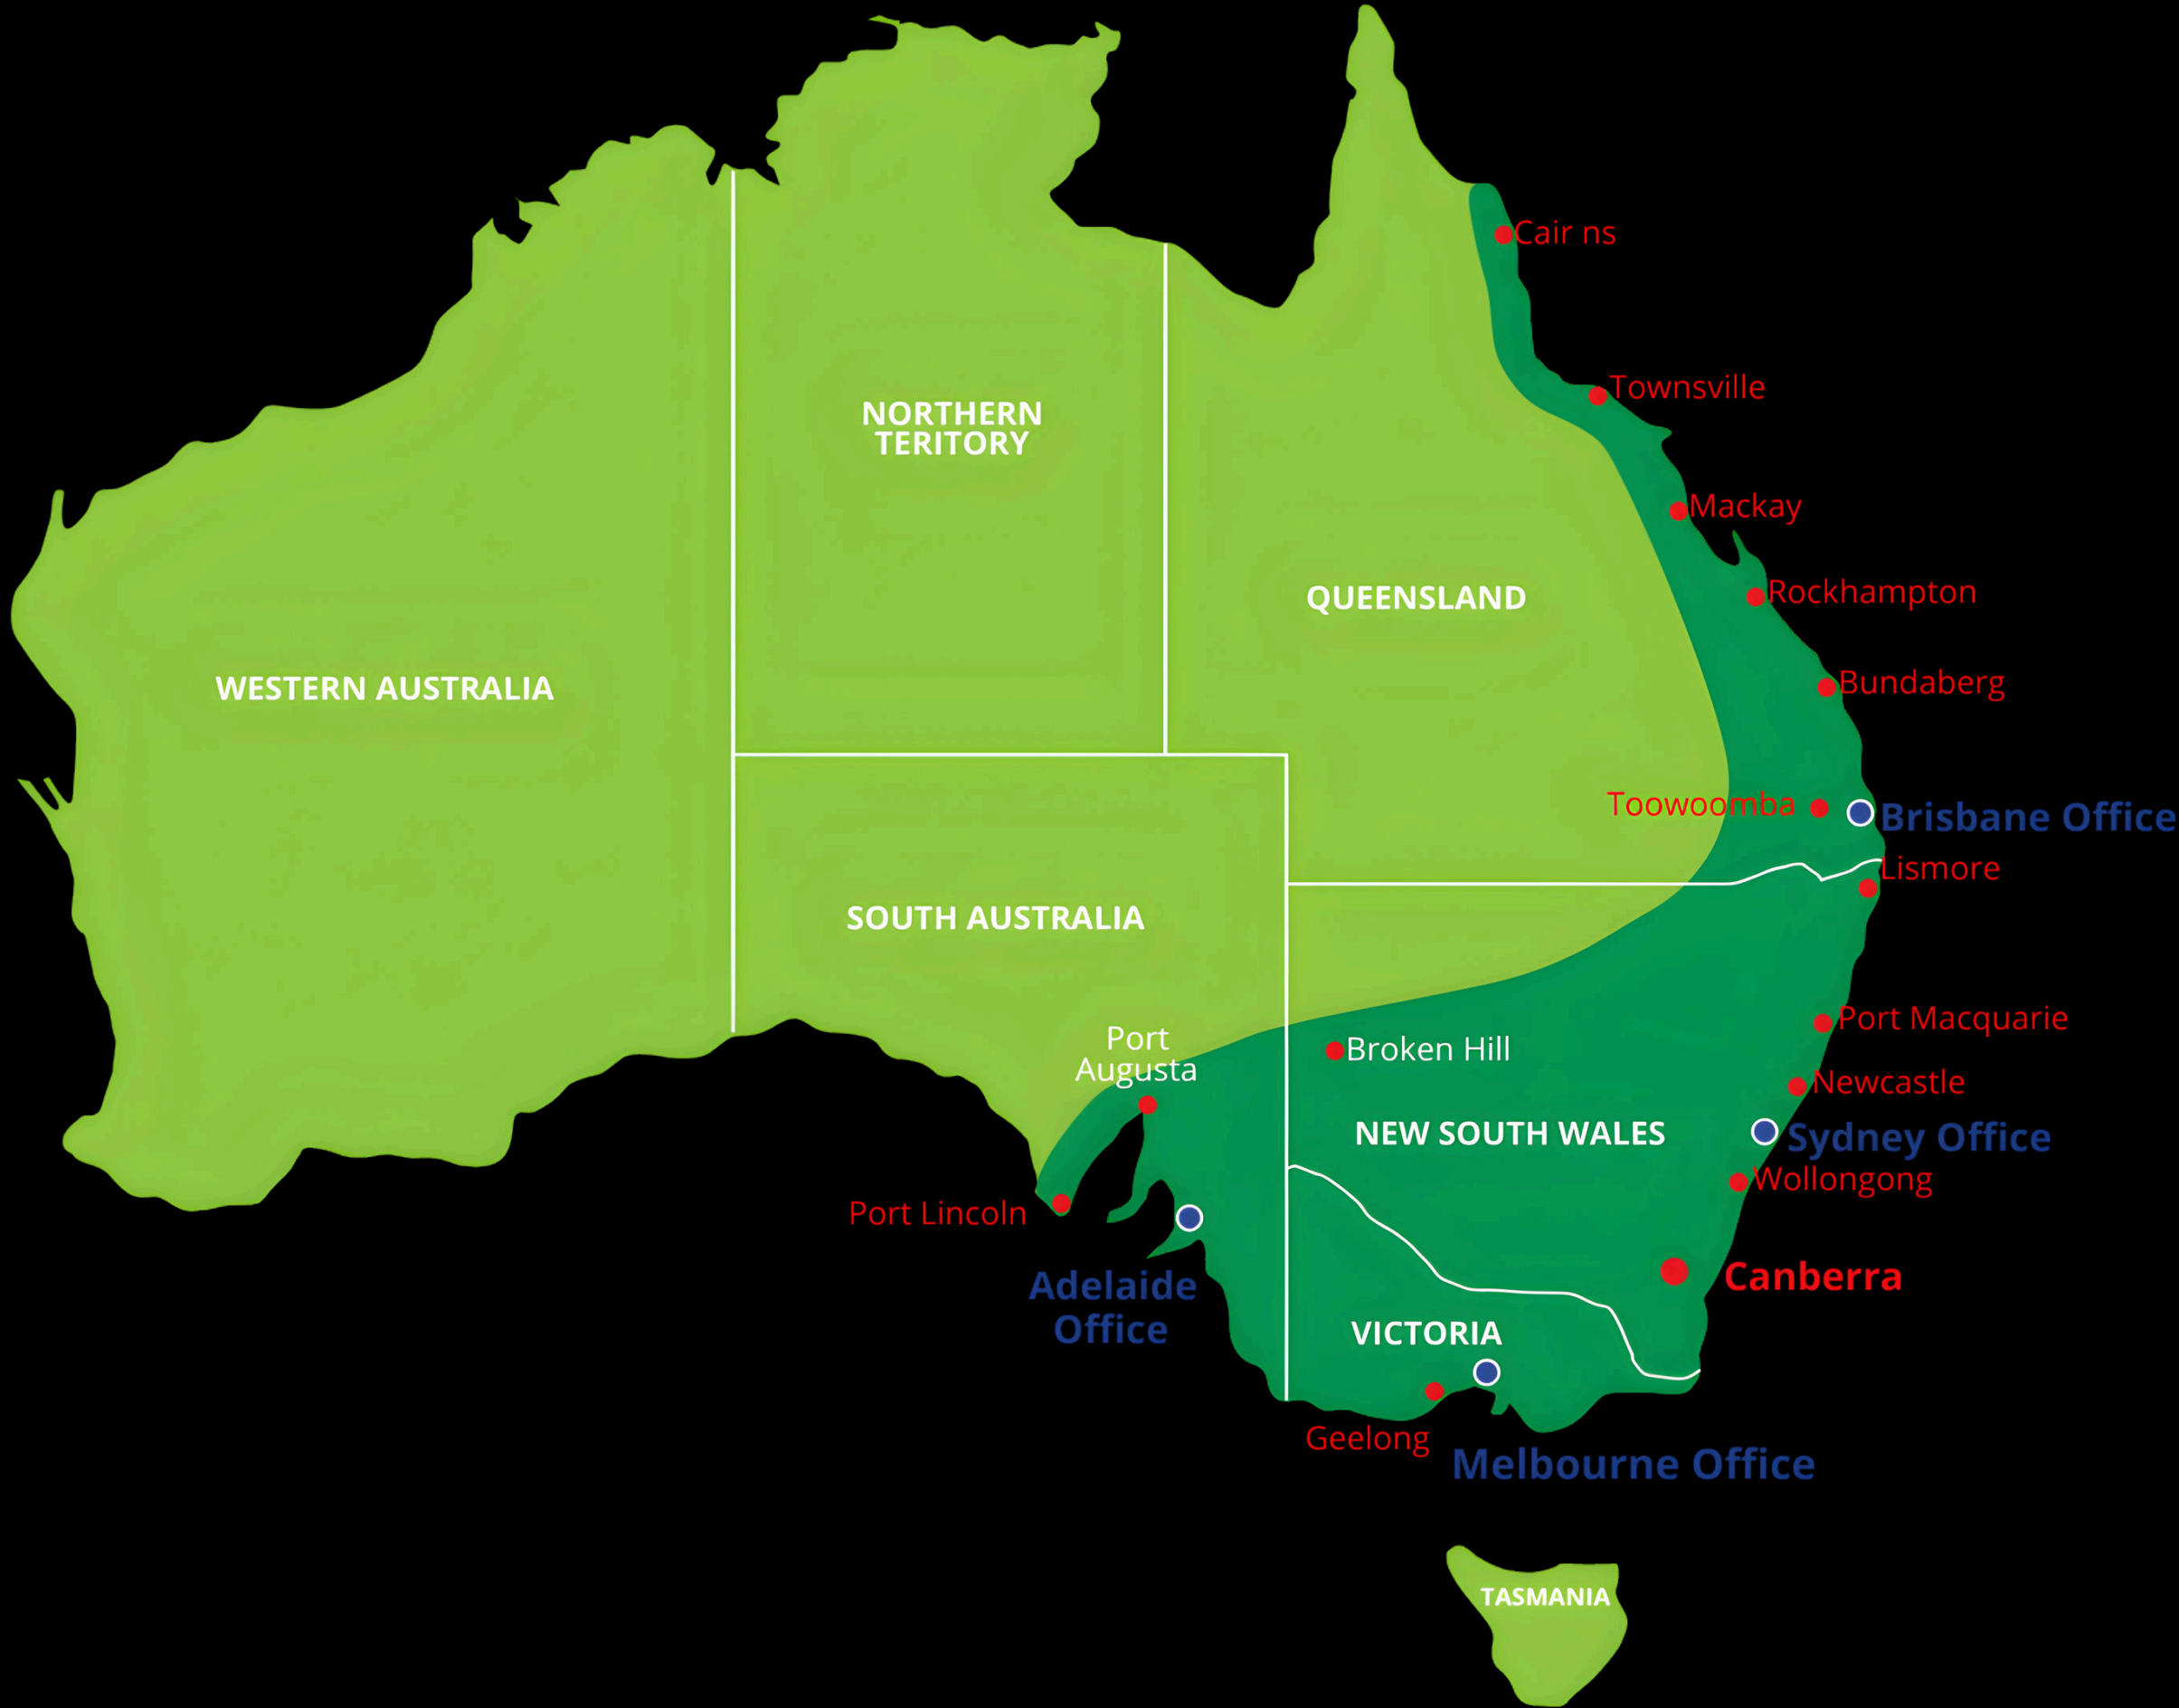 Cair ns
Townsville
NORTHERN
TERITORY
Mackay
QUEENSLAND
Rockhampton
WESTERN AUSTRALIA
Bundaberg
Toowoomba
Brisbane Office
Lismore
SOUTH AUSTRALIA
Port Macquarie
Port
Augusta
Broken Hill
Newcastle
NEW SOUTH WALES
Sydney Office
Wollongong
Port Lincoln
Canberra
Adelaide
Office
VICTORIA
Geelong
Melbourne Office
TASMANIA